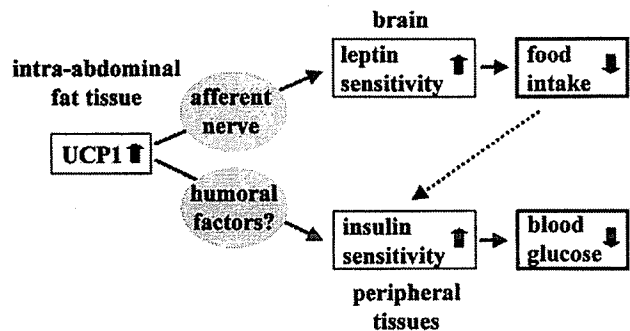 brain
intra-abdominal
fat tissue
UCP1
afferent
nerve
leptin
sensitivity
food
intake
humoral
factors?
insulin
sensitivity
blood
glucose
peripheral
tissues